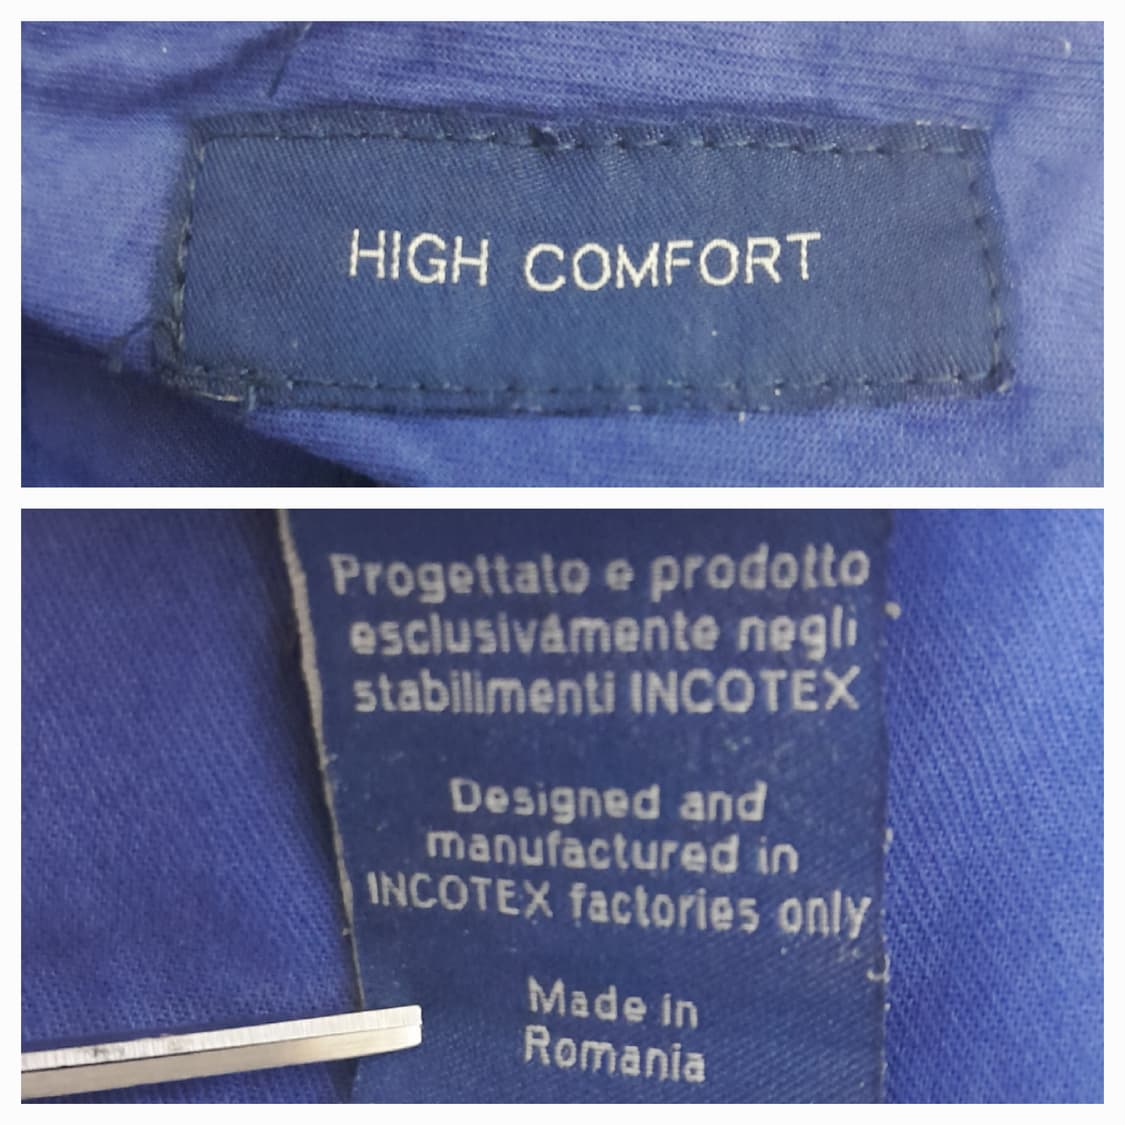 HIGH COMFORT
Progettato e prodotto
esclusivamente negli
stabilimenti INCOTEX
Designed and
manufactured in
INCOTEX factories only
Made in
Romania